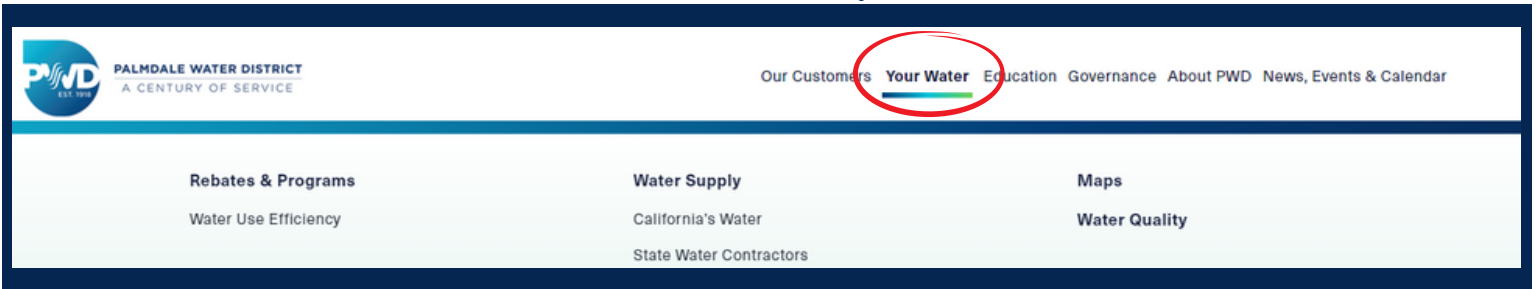 PWD
EST. 1918
PALMDALE WATER DISTRICT
A CENTURY OF SERVICE
Our Customers Your Water Education Governance About PWD News, Events & Calendar
Rebates & Programs
Water Use Efficiency
Water Supply
California's Water
State Water Contractors
Maps
Water Quality